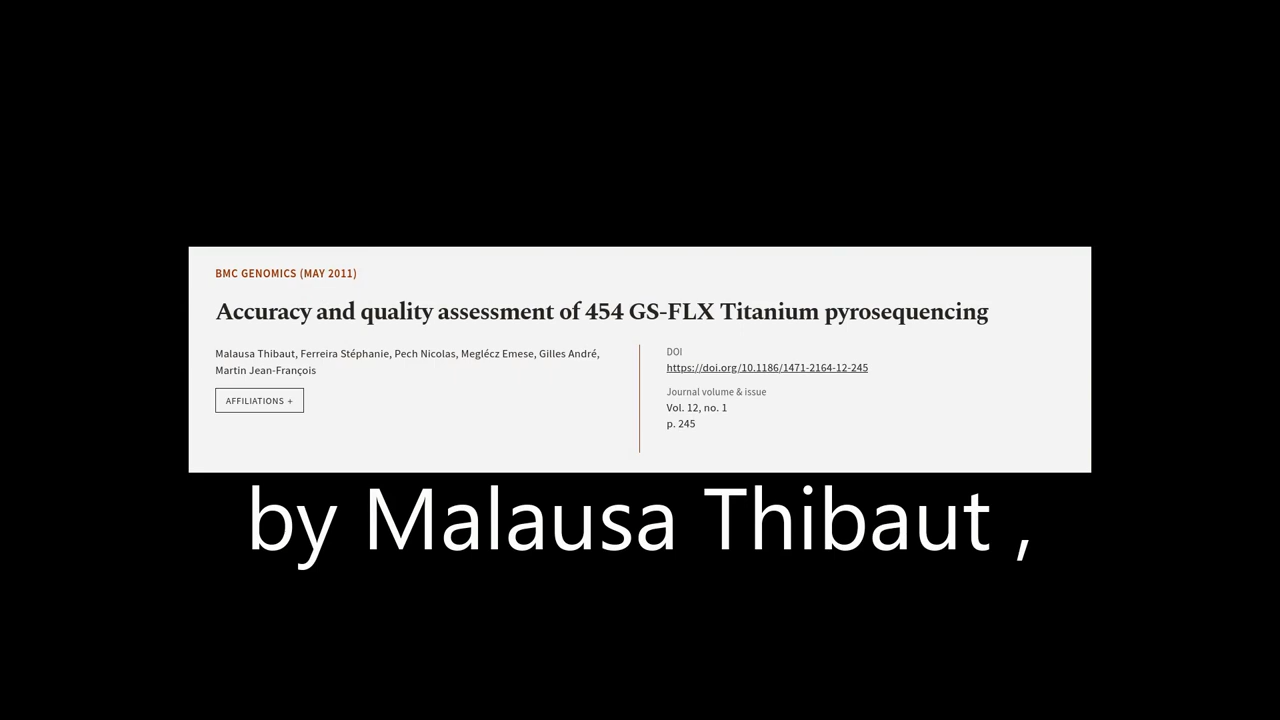 BMC GENOMICS (MAY 2011)
Accuracy and quality assessment of 454 GS-FLX Titanium pyrosequencing
Malausa Thibaut, Ferreira Stéphanie, Pech Nicolas, Meglécz Emese, Gilles André,
Martin Jean-François
AFFILIATIONS +
DOI
https://doi.org/10.1186/1471-2164-12-245
Journal volume & issue
Vol. 12, no. 1
p. 245
by Malausa Thibaut ,